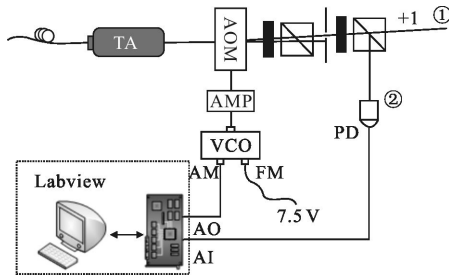 +1 ①
TA
AOM
AMP
②
PD
VCO
AM FM
Labview
7.5 V
AO
AI